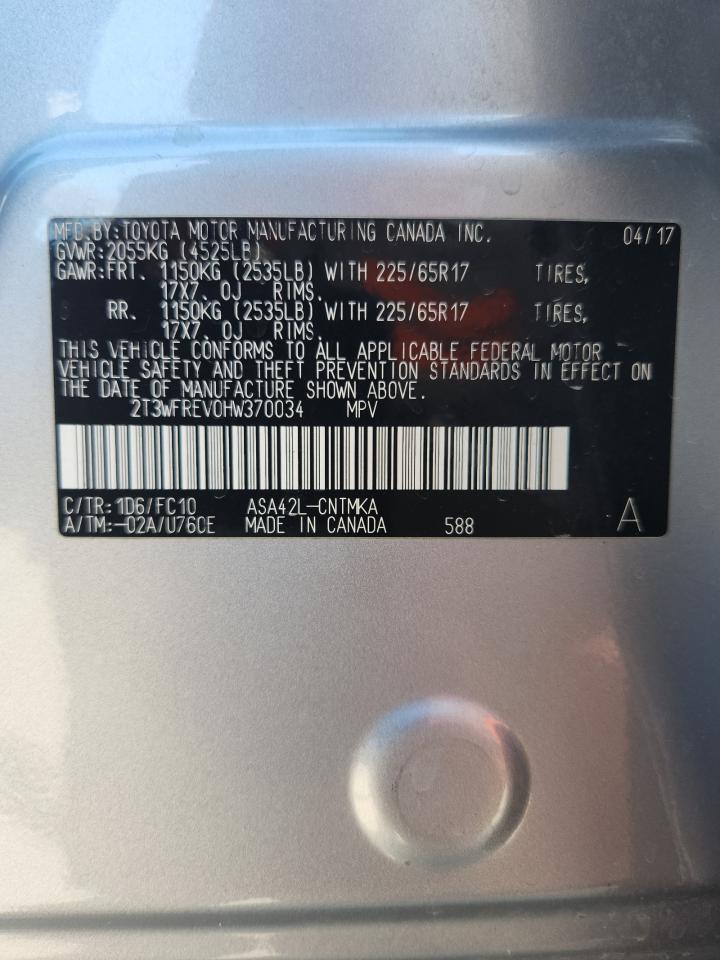 MFD.BY:TOYOTA MOTOR MANUFACTURING CANADA INC. 04/17
GVWR:2055KG (4525LB)
GAWR:FRT. 1150KG (2535LB) WITH 225/65R17 TIRES,
17X7.0J RIMS.
RR. 1150KG (2535LB) WITH 225/65R17 TIRES,
17X7.0J RIMS.
THIS VEHICLE CONFORMS TO ALL APPLICABLE FEDERAL MOTOR
VEHICLE SAFETY AND THEFT PREVENTION STANDARDS IN EFFECT ON
THE DATE OF MANUFACTURE SHOWN ABOVE.
2T3WFREV0HW370034 MPV
C/TR:1D6/FC10 ASA42L-CNTMKA
A/TM:-02A/U76CE MADE IN CANADA 588 A